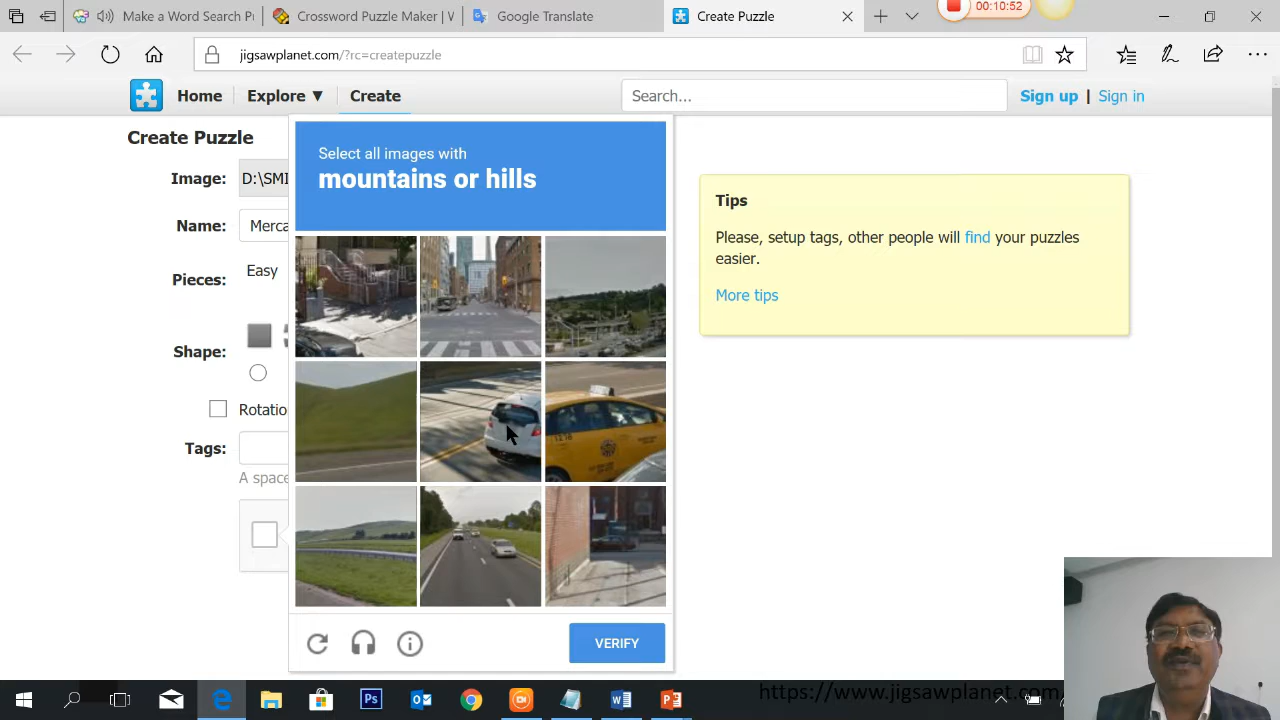 Make a Word Search P
Crossword Puzzle Maker | W
Google Translate
Create Puzzle
00:10:52
jigsawplanet.com/?rc=createpuzzle
Home
Explore ▼
Create
Search...
Sign up | Sign in
Create Puzzle
Image:
D:\SMI
Name:
Merca
Pieces:
Easy
Shape:
Rotatio
Tags:
A space
Select all images with
mountains or hills
1216
VERIFY
Tips
Please, setup tags, other people will find your puzzles
easier.
More tips
https://www.jigsawplanet.com